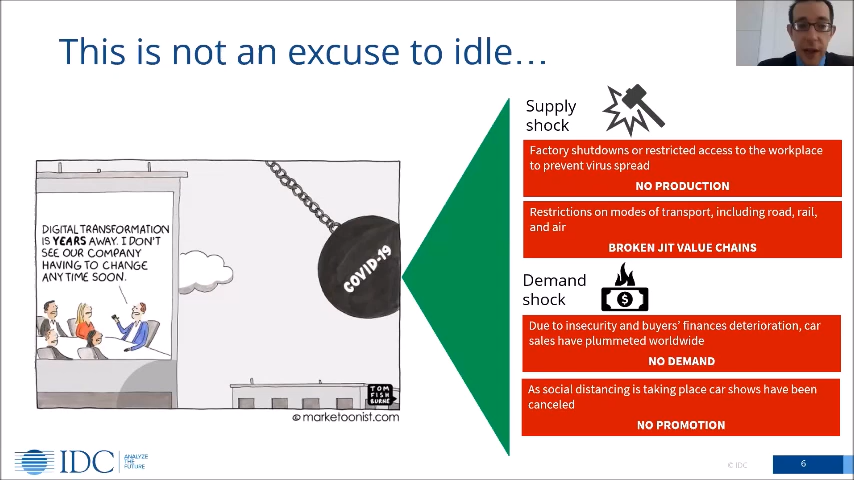 This is not an excuse to idle…
DIGITAL TRANSFORMATION
IS YEARS AWAY. I DON'T
SEE OUR COMPANY
HAVING TO CHANGE
ANY TIME SOON.
COVID-19
TOM
FISH
BURNE
© marketoonist.com
Supply
shock
Factory shutdowns or restricted access to the workplace
to prevent virus spread
NO PRODUCTION
Restrictions on modes of transport, including road, rail,
and air
BROKEN JIT VALUE CHAINS
Demand
shock
$
Due to insecurity and buyers' finances deterioration, car
sales have plummeted worldwide
NO DEMAND
As social distancing is taking place car shows have been
canceled
NO PROMOTION
IDC
ANALYZE
THE
FUTURE
© IDC
6